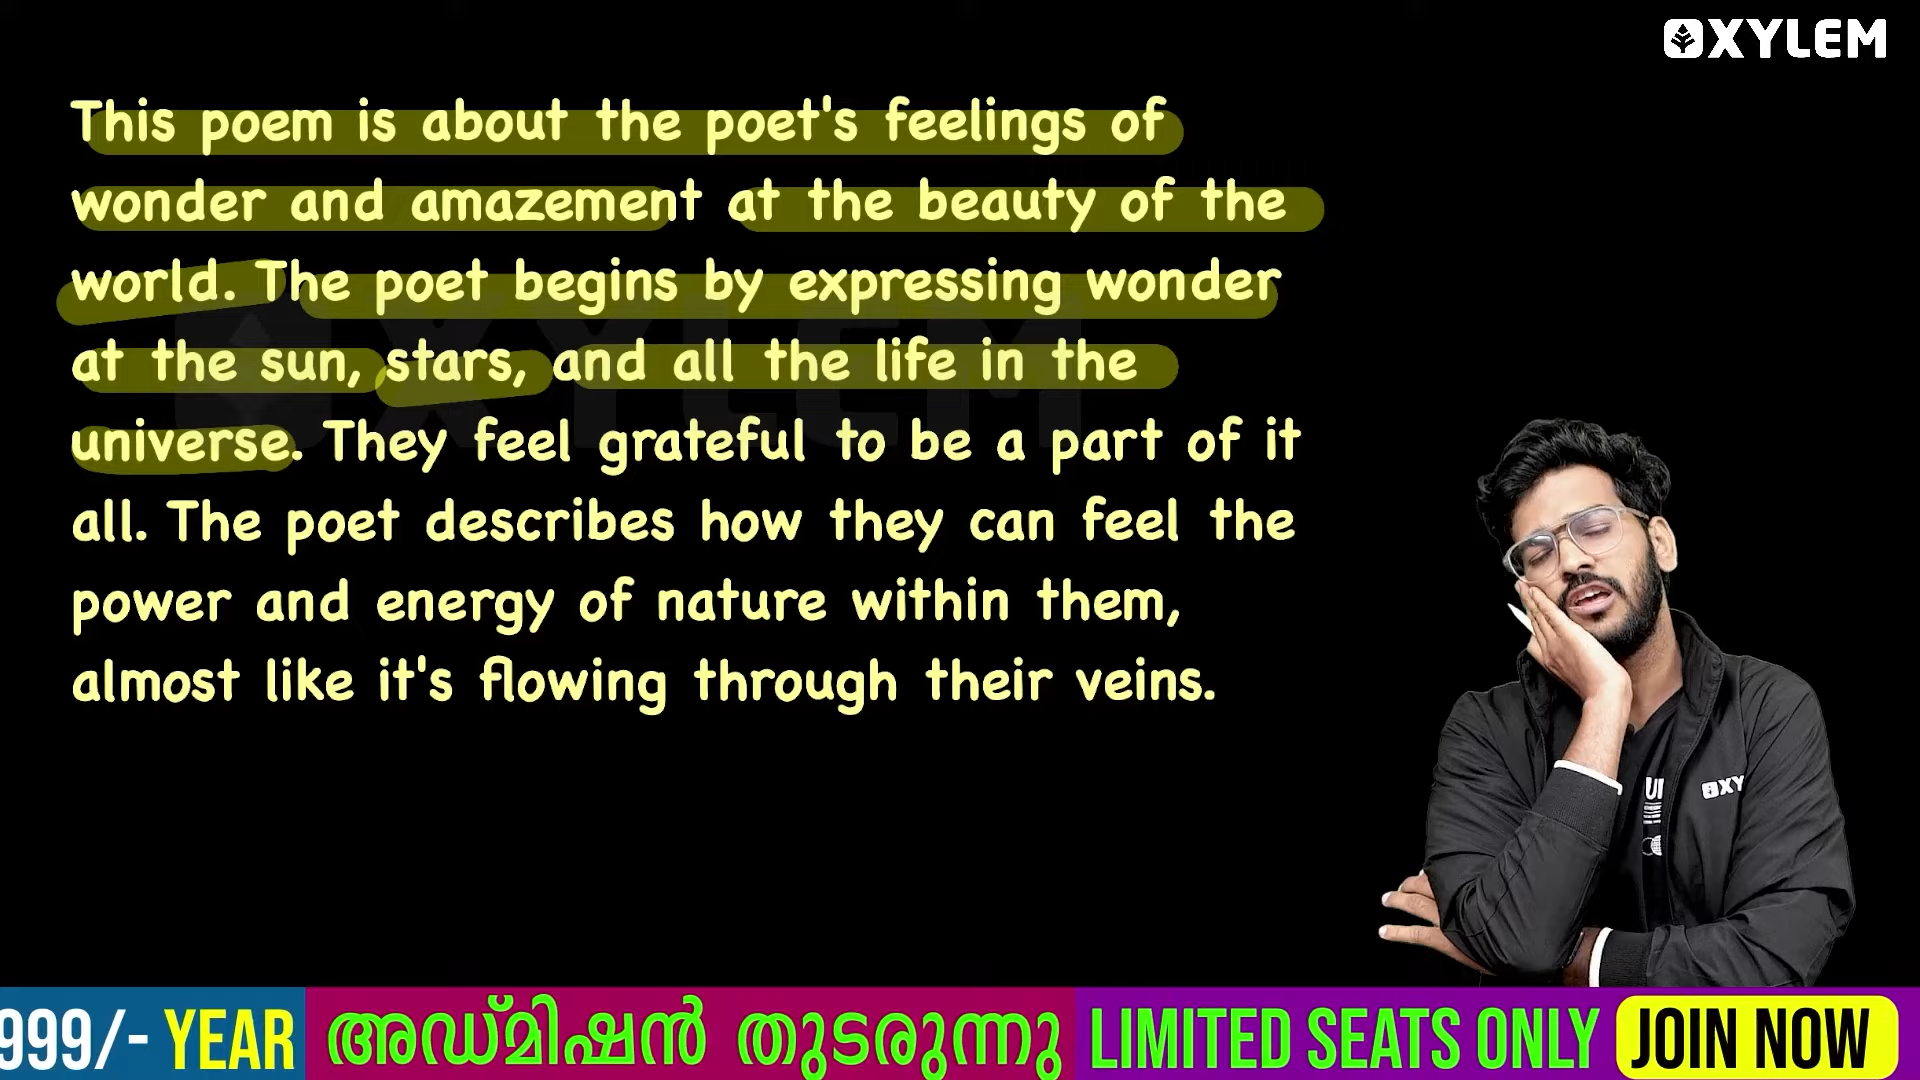 OXYLEM
This poem is about the poet's feelings of
wonder and amazement at the beauty of the
world. The poet begins by expressing wonder
at the sun, stars, and all the life in the
universe. They feel grateful to be a part of it
all. The poet describes how they can feel the
power and energy of nature within them,
almost like it's flowing through their veins.
UI
OXY
999/- YEAR അഡ്മിഷൻ തുടരുന്നു LIMITED SEATS ONLY JOIN NOW